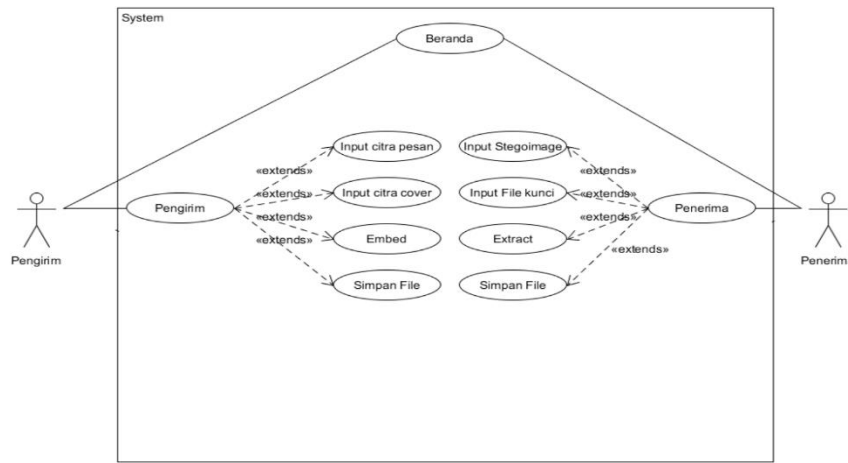 System
Beranda
Input citra pesan
Input Stegoimage
«extends»
«extends»
Input citra cover
Input File kunci
«extends»
«extends»
Pengirim
Penerima
«extends»
«extends»
Embed
Extract
«extends»
«extends»
Pengirim
Penerim
Simpan File
Simpan File